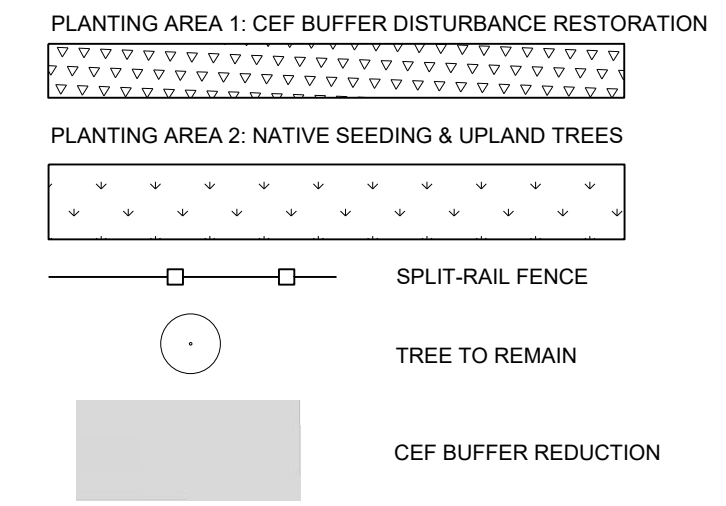 PLANTING AREA 1: CEF BUFFER DISTURBANCE RESTORATION
PLANTING AREA 2: NATIVE SEEDING & UPLAND TREES
SPLIT-RAIL FENCE
TREE TO REMAIN
CEF BUFFER REDUCTION